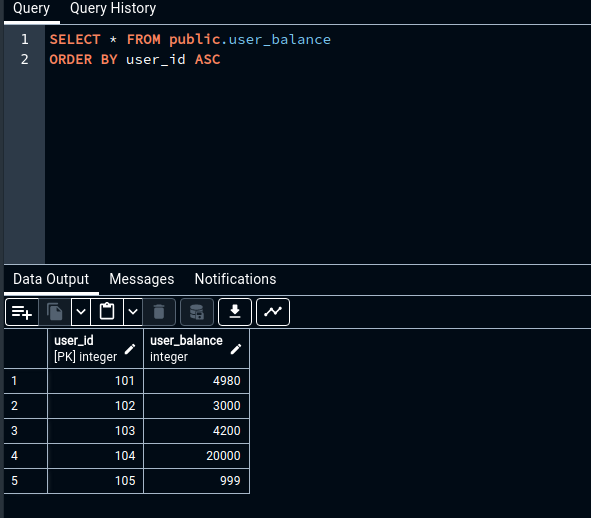 Query Query History
1 SELECT * FROM public.user_balance
2 ORDER BY user_id ASC
Data Output Messages Notifications
user_id user_balance
[PK] integer integer
1 101 4980
2 102 3000
3 103 4200
4 104 20000
5 105 999